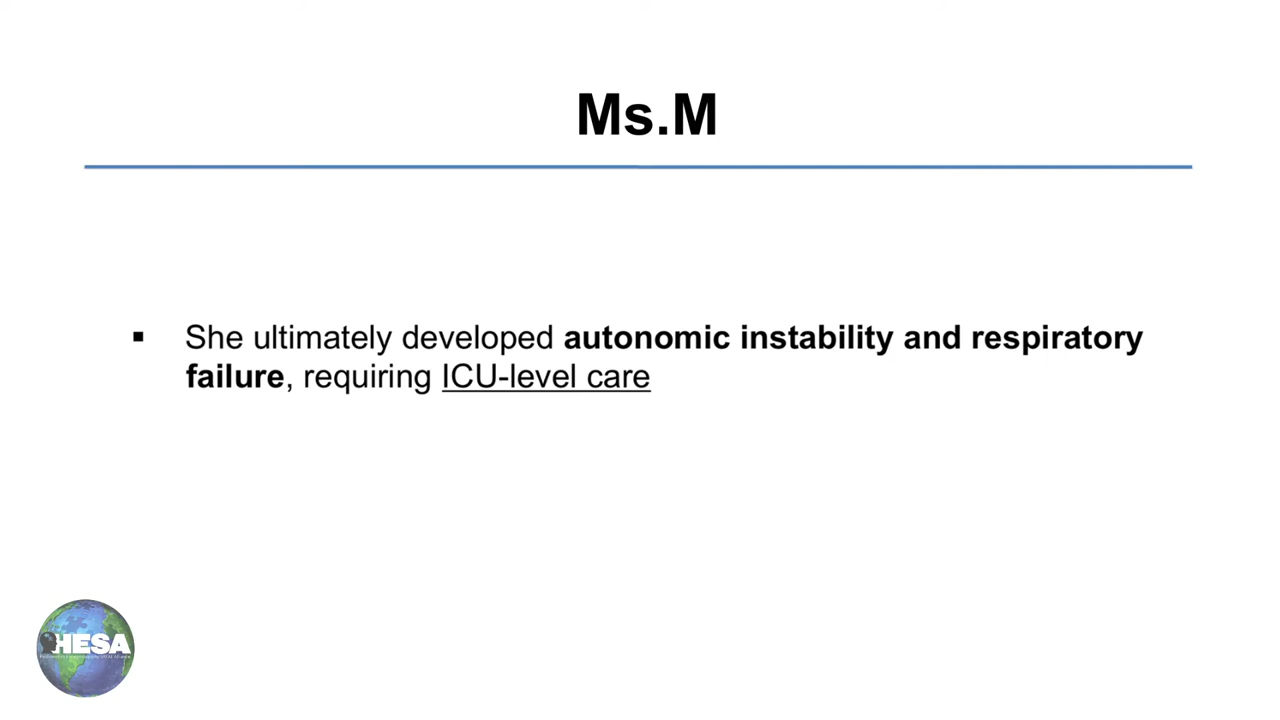 Ms.M
▪ She ultimately developed autonomic instability and respiratory
failure, requiring ICU-level care
HESA